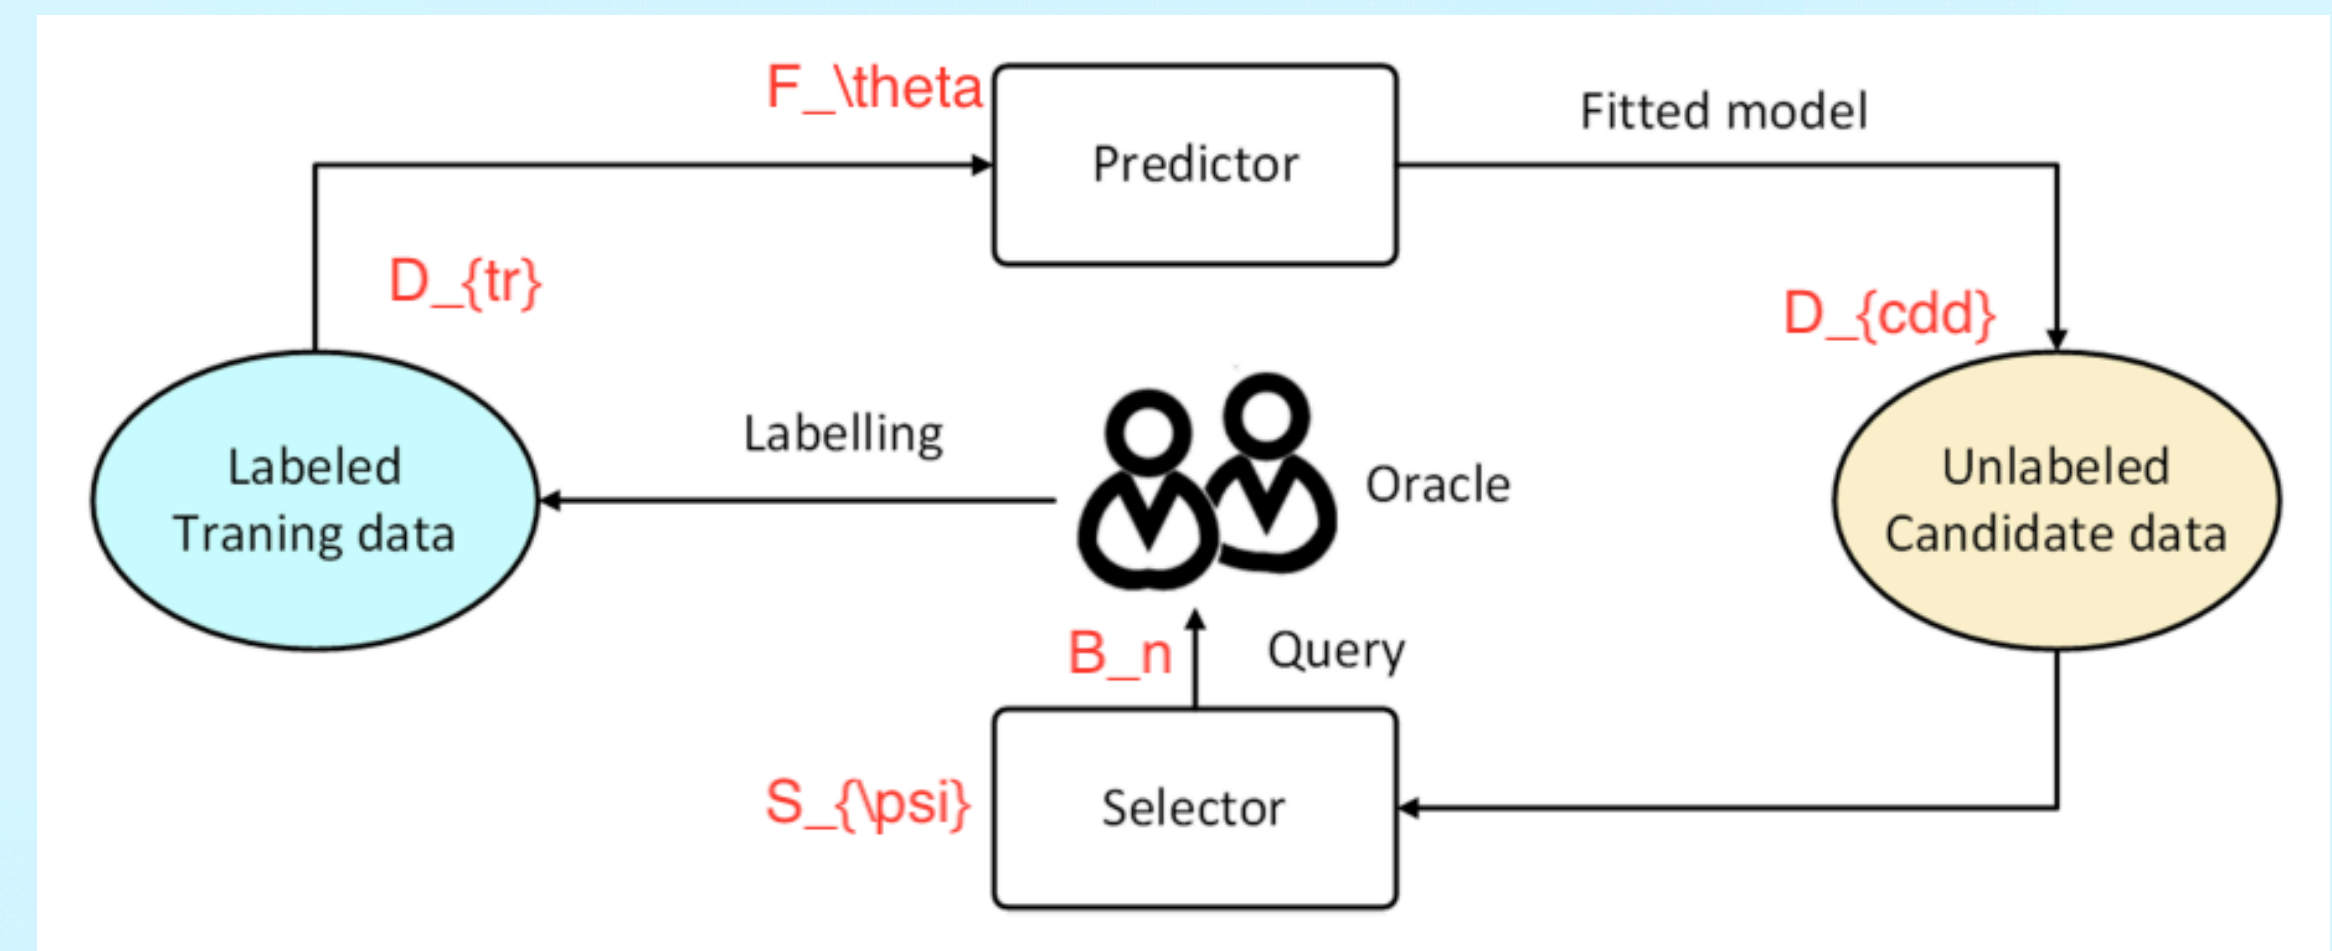 F_\theta
Predictor
Fitted model
D_{tr}
D_{cdd}
Labelling
Oracle
Labeled
Traning data
Unlabeled
Candidate data
B_n
Query
S_{\psi}
Selector